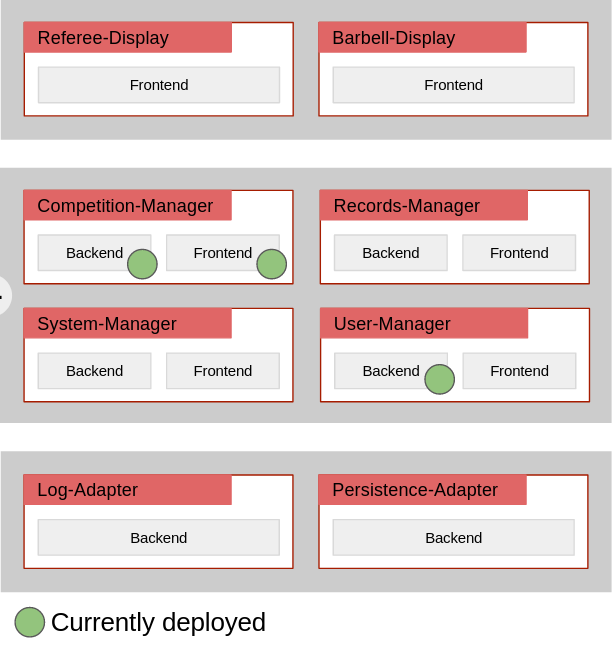 Referee-Display
Barbell-Display
Frontend
Frontend
Competition-Manager
Records-Manager
Backend
Frontend
Backend
Frontend
System-Manager
User-Manager
Backend
Frontend
Backend
Frontend
Log-Adapter
Persistence-Adapter
Backend
Backend
Currently deployed